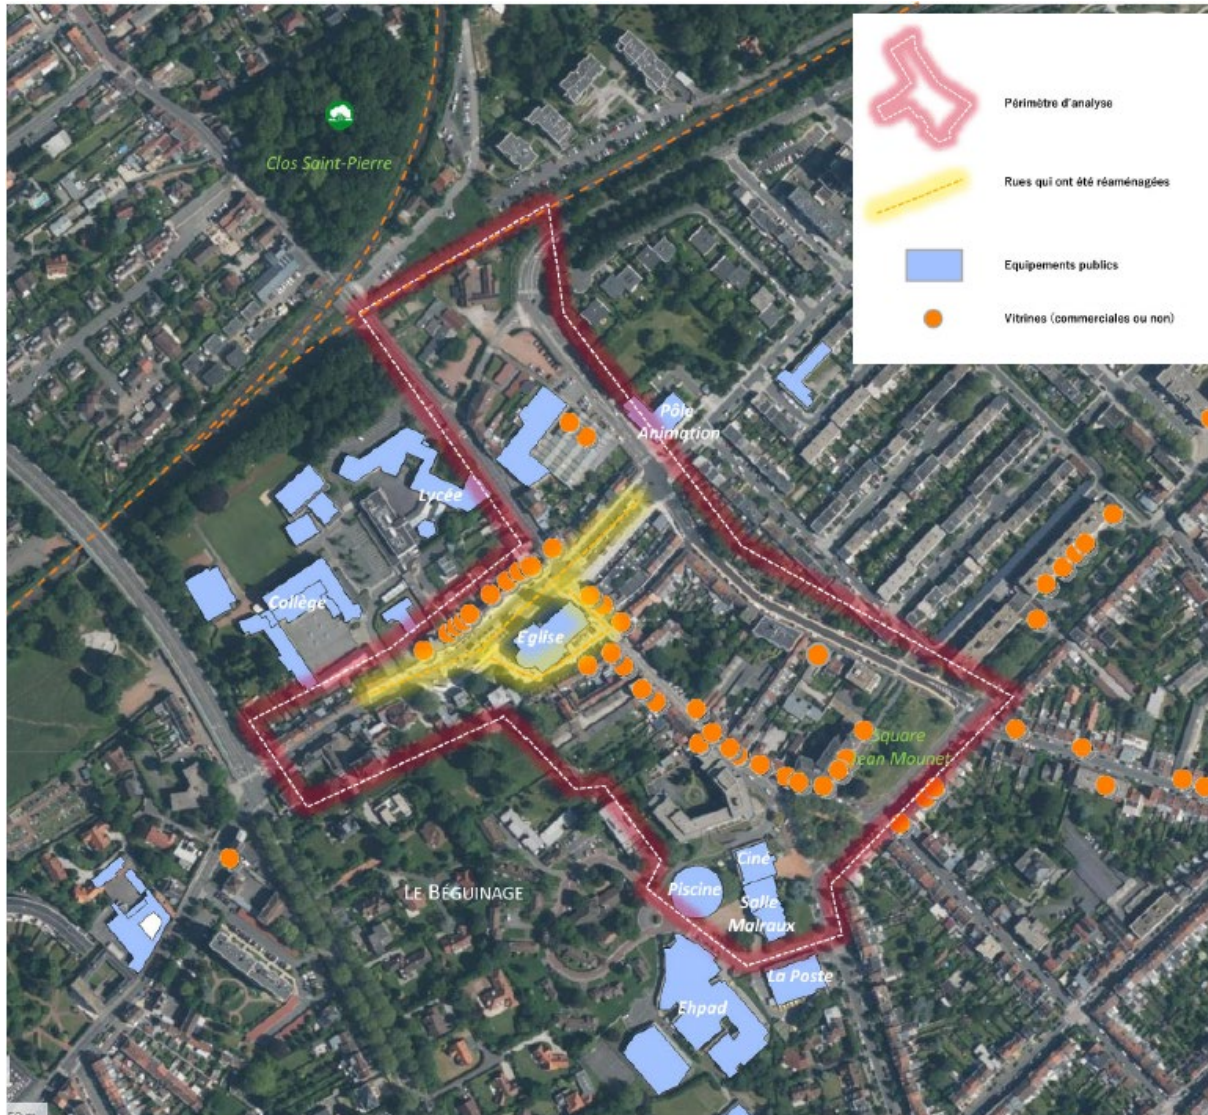 Périmètre d'analyse
Rues qui ont été réaménagées
Equipements publics
Vitrines (commerciales ou non)
Clos Saint-Pierre
Pôle
Animation
Lycée
Collège
Eglise
Square
Jean Mounet
Ciné
Piscine
Salle
Malraux
LE BÉGUINAGE
La Poste
Ehpad